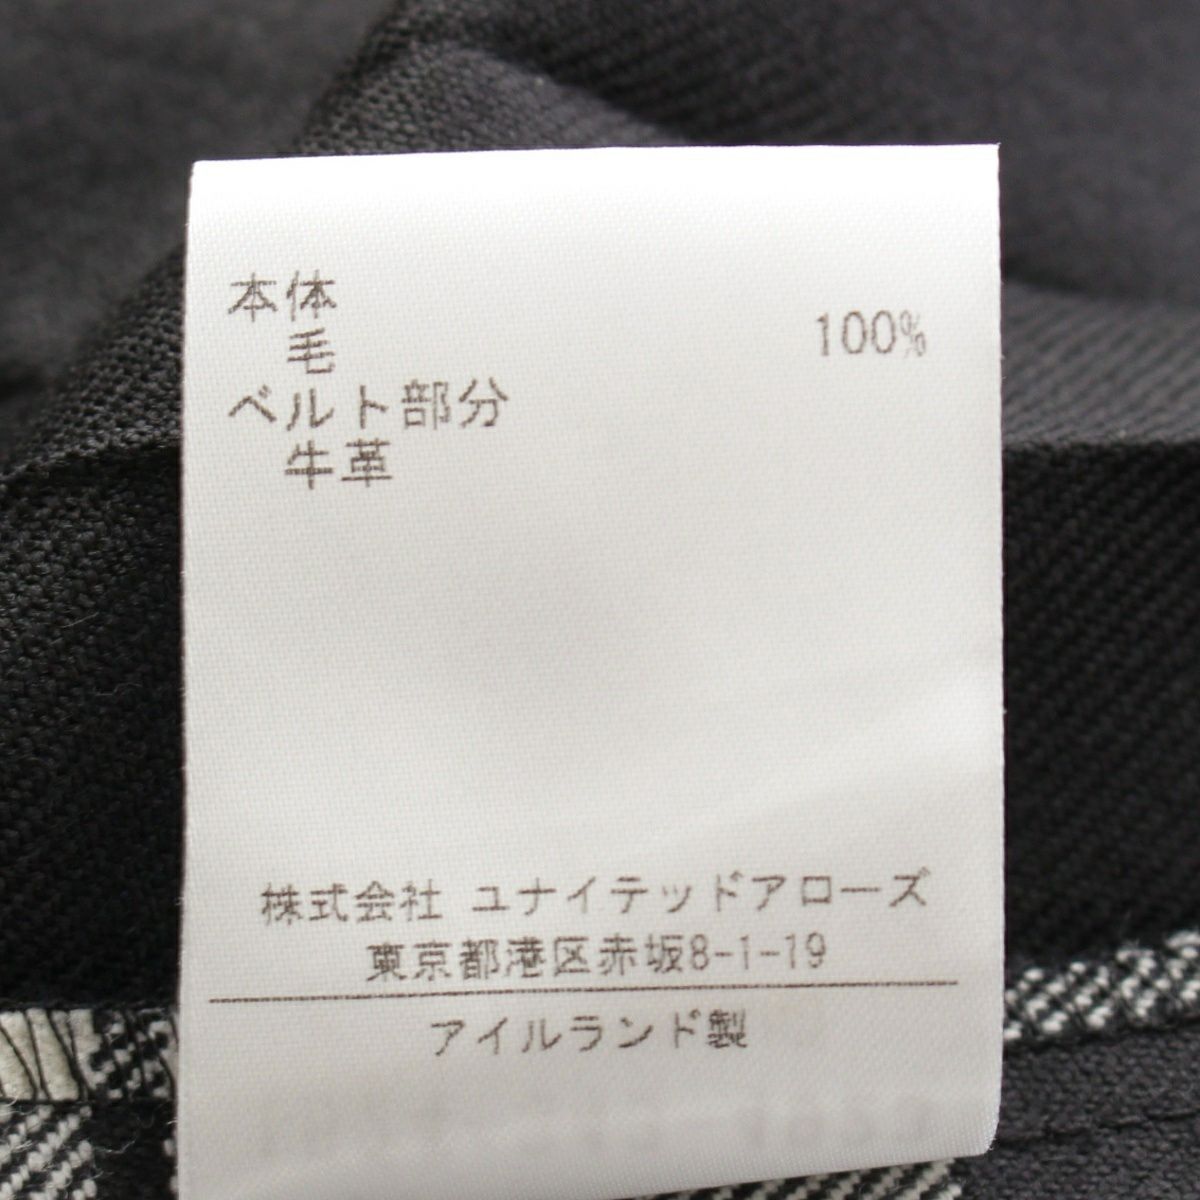 本体
毛 100%
ベルト部分
牛革
株式会社 ユナイテッドアローズ
東京都港区赤坂8-1-19
アイルランド製